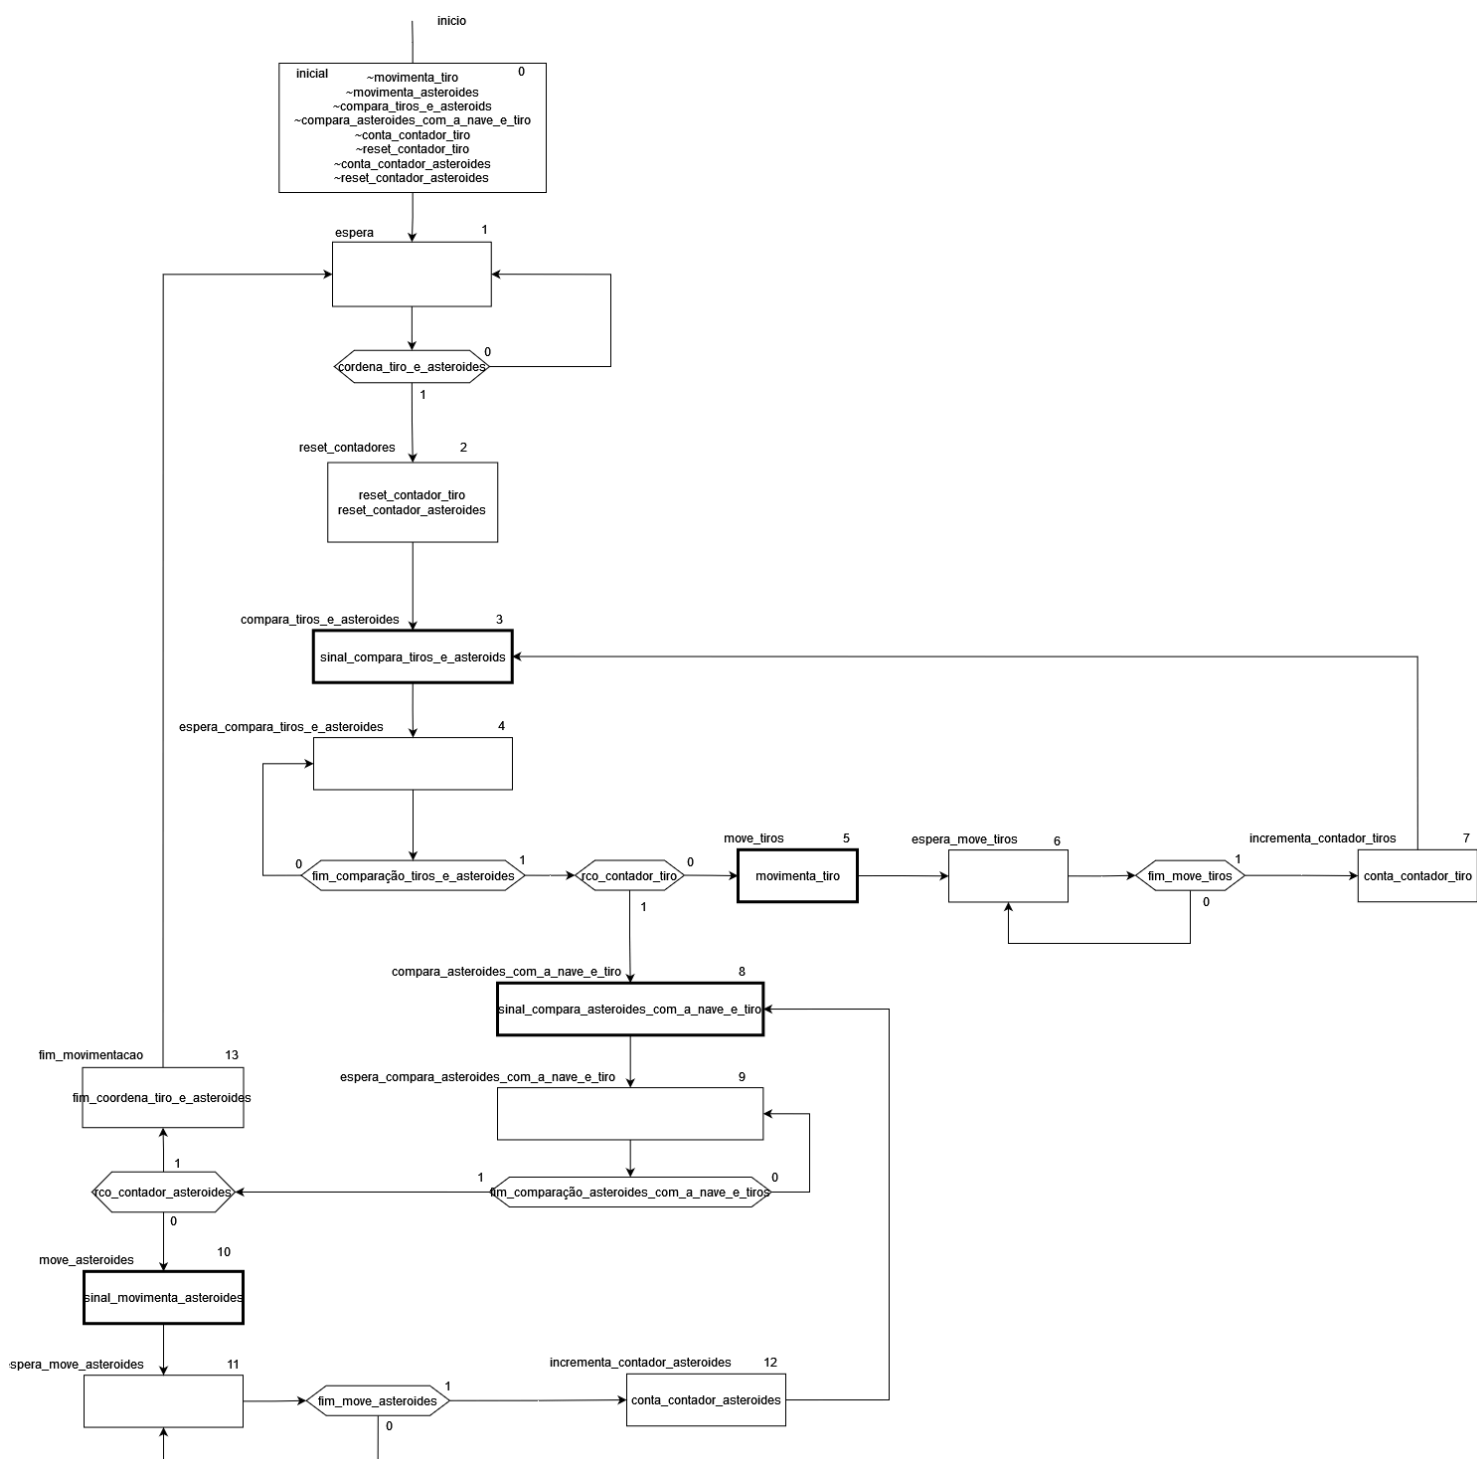 inicio
inicial 0
~movimenta_tiro
~movimenta_asteroides
~compara_tiros_e_asteroids
~compara_asteroides_com_a_nave_e_tiro
~conta_contador_tiro
~reset_contador_tiro
~conta_contador_asteroides
~reset_contador_asteroides
espera 1
cordena_tiro_e_asteroides 0
1
reset_contadores 2
reset_contador_tiro
reset_contador_asteroides
compara_tiros_e_asteroides 3
sinal_compara_tiros_e_asteroids
espera_compara_tiros_e_asteroides 4
0 fim_comparação_tiros_e_asteroides 1
rco_contador_tiro 0
1
move_tiros 5
movimenta_tiro
espera_move_tiros 6
fim_move_tiros 1
0
incrementa_contador_tiros 7
conta_contador_tiro
compara_asteroides_com_a_nave_e_tiro 8
sinal_compara_asteroides_com_a_nave_e_tiro
espera_compara_asteroides_com_a_nave_e_tiro 9
1 fim_comparação_asteroides_com_a_nave_e_tiros 0
fim_movimentacao 13
fim_coordena_tiro_e_asteroides
1
rco_contador_asteroides
0
move_asteroides 10
sinal_movimenta_asteroides
spera_move_asteroides 11
fim_move_asteroides 1
0
incrementa_contador_asteroides 12
conta_contador_asteroides